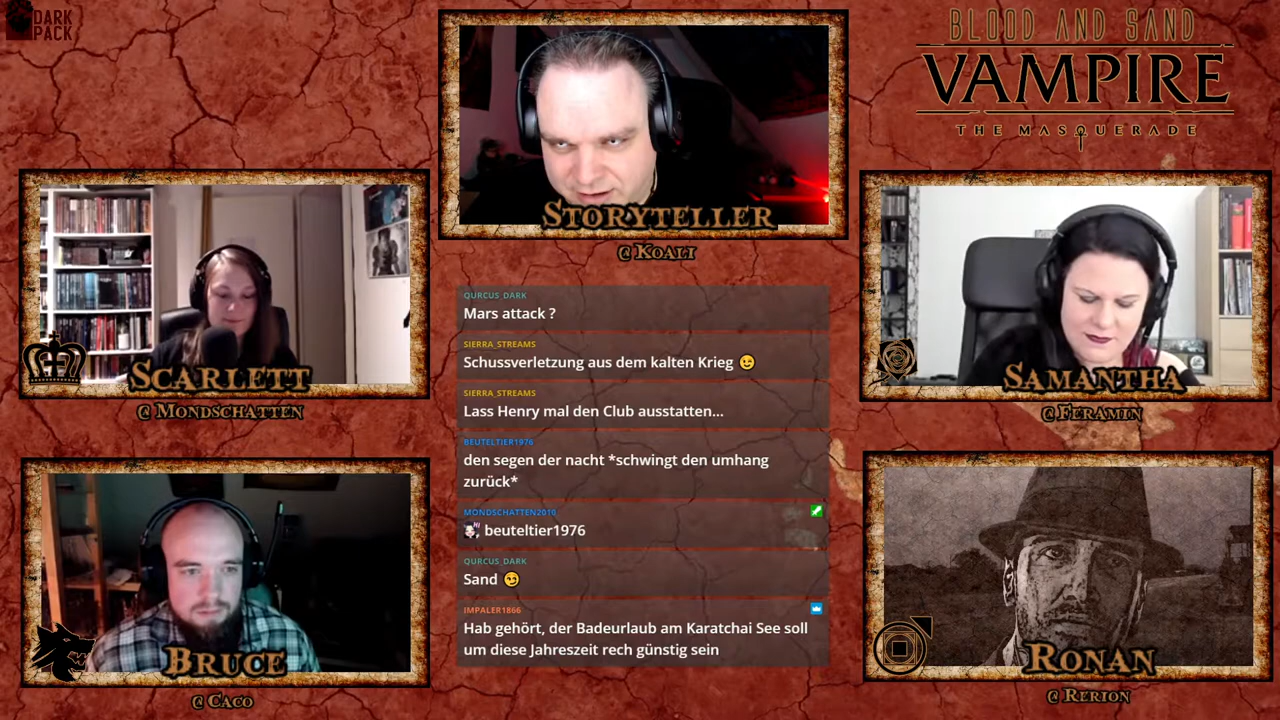 DARK
PACK
BLOOD AND SAND
VAMPIRE
THE MASQUERADE
STORYTELLER
@ KOALI
SCARLETT
@ MONDSCHATTEN
SAMANTHA
@ FERAMIN
QURCUS_DARK
Mars attack ?
SIERRA_STREAMS
Schussverletzung aus dem kalten Krieg 😉
SIERRA_STREAMS
Lass Henry mal den Club ausstatten...
BEUTELTIER1976
den segen der nacht *schwingt den umhang
zurück*
MONDSCHATTEN2010
beuteltier1976
QURCUS_DARK
Sand 😏
IMPALER1866
Hab gehört, der Badeurlaub am Karatchai See soll
um diese Jahreszeit rech günstig sein
BRUCE
@ CACO
RONAN
@ RERION